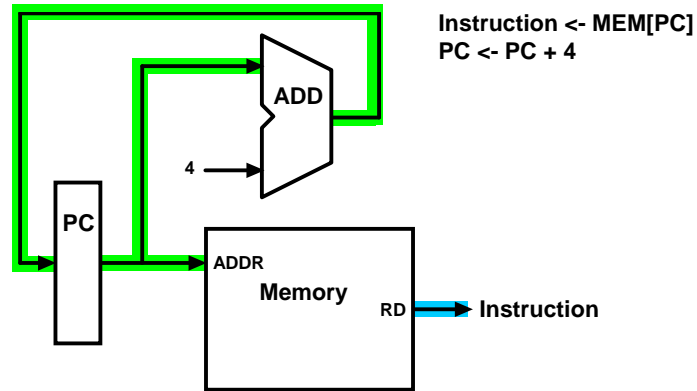 Instruction <- MEM[PC]
PC <- PC + 4
ADD
4
PC
ADDR
Memory
RD
Instruction